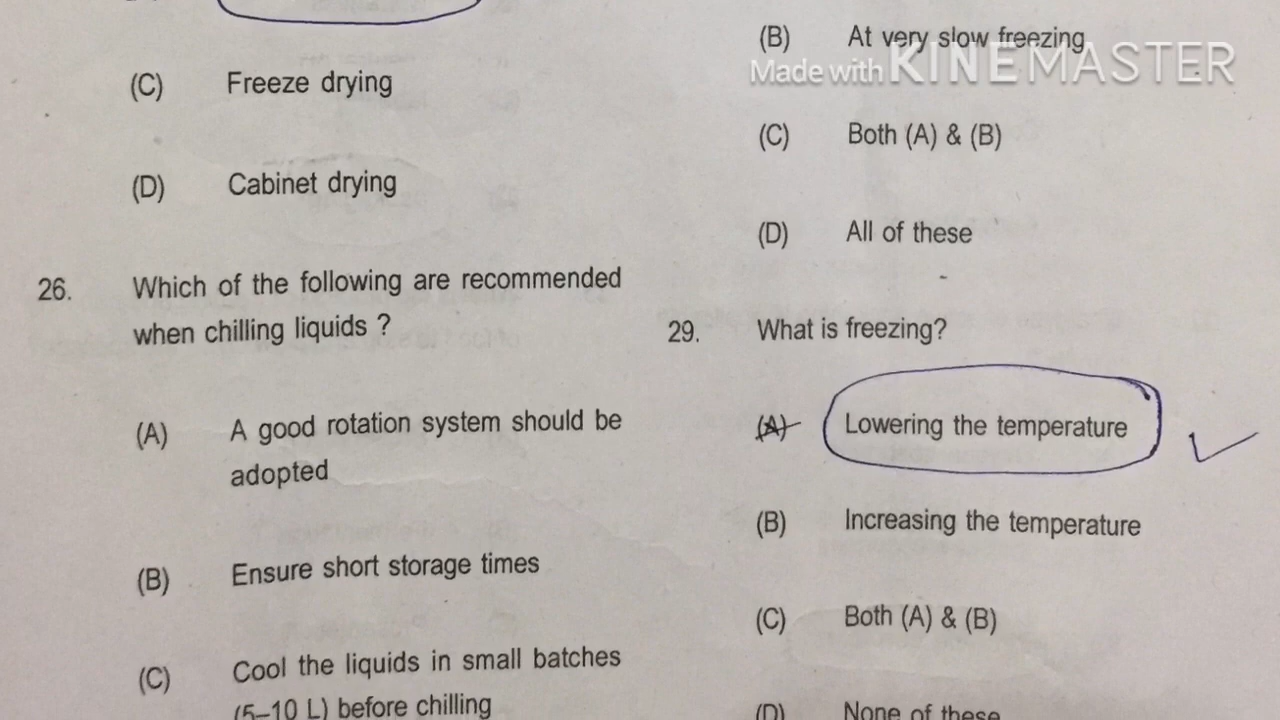 (C) Freeze drying
(D) Cabinet drying
26. Which of the following are recommended
when chilling liquids ?
(A) A good rotation system should be
adopted
(B) Ensure short storage times
(C) Cool the liquids in small batches
(5–10 L) before chilling
(B) At very slow freezing
Made with KINEMASTER
(C) Both (A) & (B)
(D) All of these
29. What is freezing?
(A) Lowering the temperature
(B) Increasing the temperature
(C) Both (A) & (B)
(D) None of these